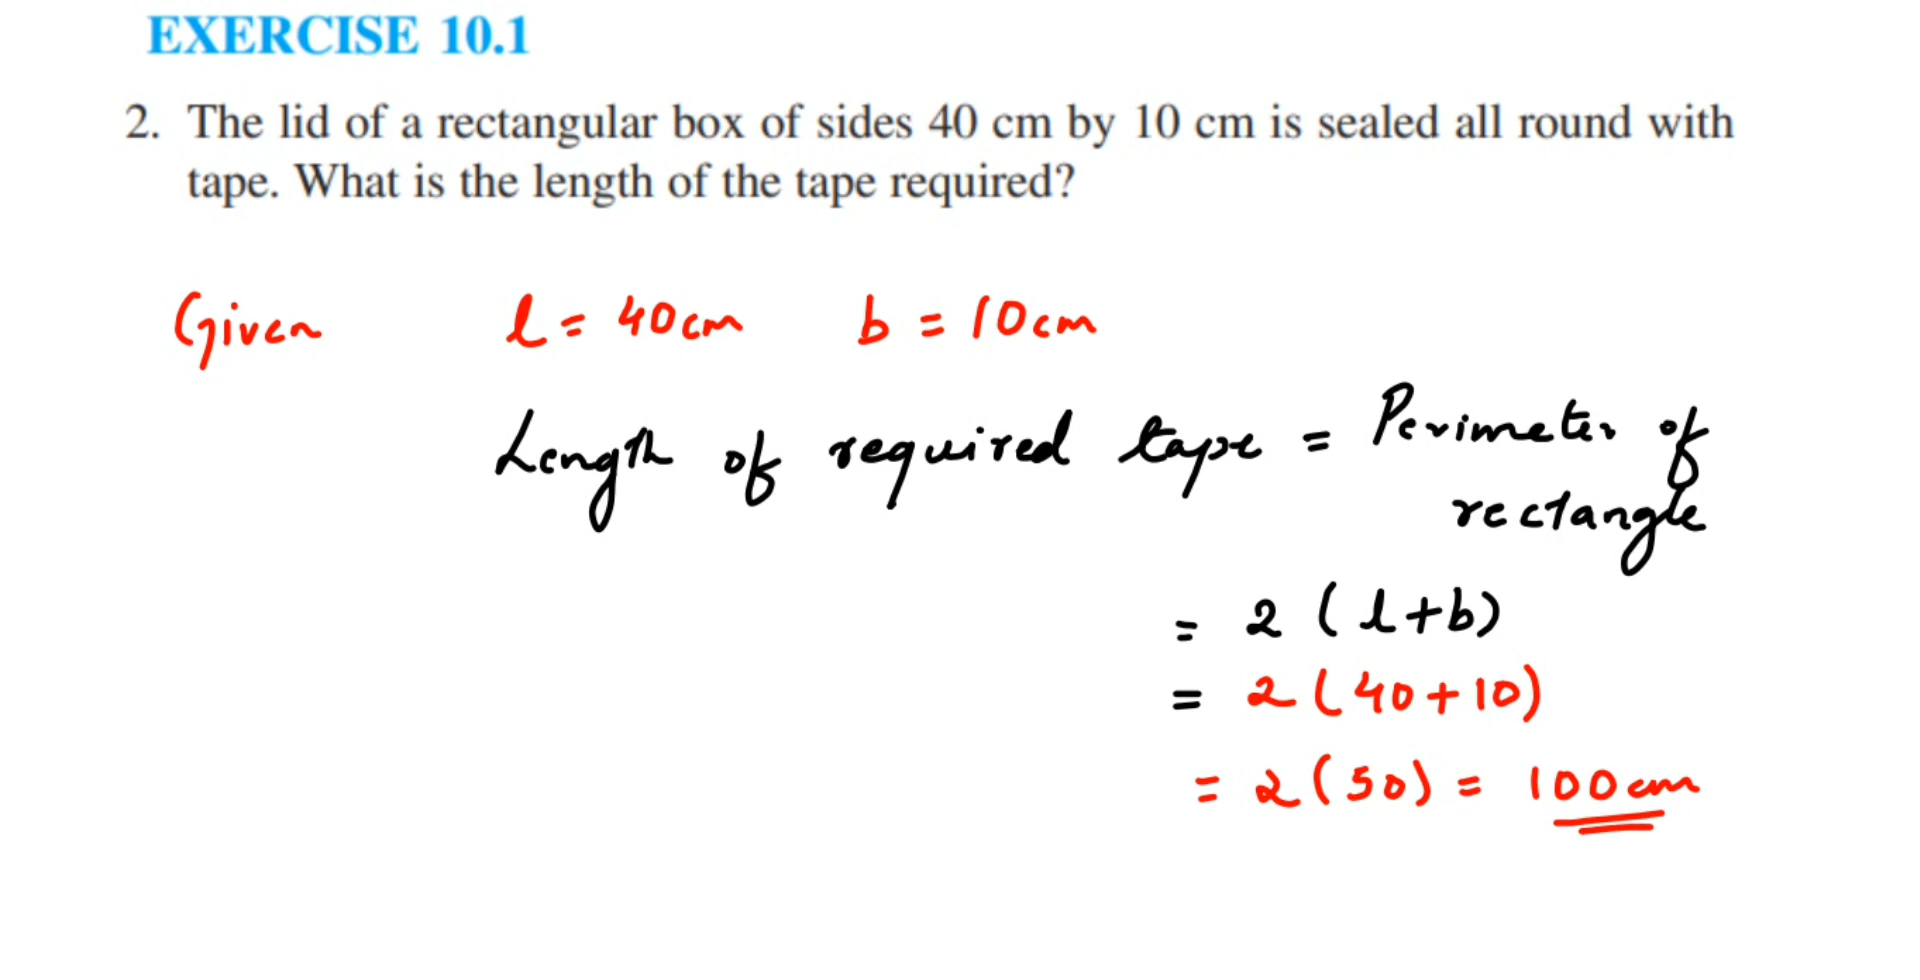 EXERCISE 10.1
2. The lid of a rectangular box of sides 40 cm by 10 cm is sealed all round with
tape. What is the length of the tape required?
Given l = 40cm b = 10cm
Length of required tape = Perimeter of
rectangle
= 2 (l+b)
= 2 (40+10)
= 2 (50) = 100cm